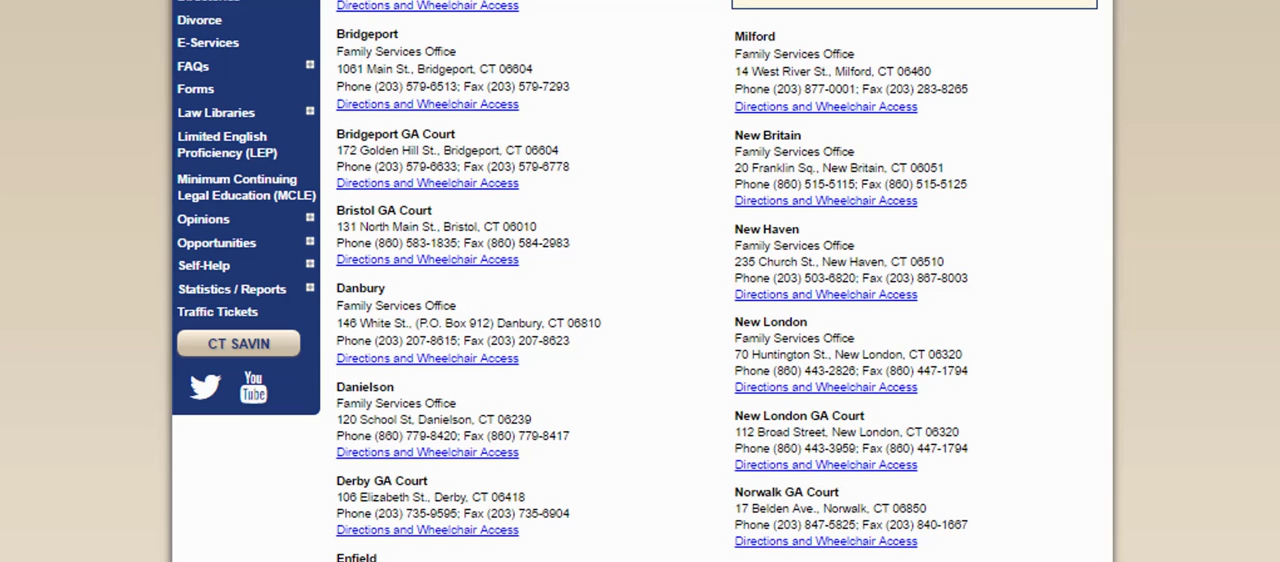 Divorce
E-Services
FAQs
Forms
Law Libraries
Limited English
Proficiency (LEP)
Minimum Continuing
Legal Education (MCLE)
Opinions
Opportunities
Self-Help
Statistics / Reports
Traffic Tickets
CT SAVIN
You
Tube
Directions and Wheelchair Access
Bridgeport
Family Services Office
1061 Main St., Bridgeport, CT 06604
Phone (203) 579-6513; Fax (203) 579-7293
Directions and Wheelchair Access
Bridgeport GA Court
172 Golden Hill St., Bridgeport, CT 06604
Phone (203) 579-6633; Fax (203) 579-6778
Directions and Wheelchair Access
Bristol GA Court
131 North Main St., Bristol, CT 06010
Phone (860) 583-1835; Fax (860) 584-2983
Directions and Wheelchair Access
Danbury
Family Services Office
146 White St., (P.O. Box 912) Danbury, CT 06810
Phone (203) 207-8615; Fax (203) 207-8623
Directions and Wheelchair Access
Danielson
Family Services Office
120 School St, Danielson, CT 06239
Phone (860) 779-8420; Fax (860) 779-8417
Directions and Wheelchair Access
Derby GA Court
106 Elizabeth St., Derby, CT 06418
Phone (203) 735-9595; Fax (203) 735-6904
Directions and Wheelchair Access
Enfield
Milford
Family Services Office
14 West River St., Milford, CT 06460
Phone (203) 877-0001; Fax (203) 283-8265
Directions and Wheelchair Access
New Britain
Family Services Office
20 Franklin Sq., New Britain, CT 06051
Phone (860) 515-5115; Fax (860) 515-5125
Directions and Wheelchair Access
New Haven
Family Services Office
235 Church St., New Haven, CT 06510
Phone (203) 503-6820; Fax (203) 867-8003
Directions and Wheelchair Access
New London
Family Services Office
70 Huntington St., New London, CT 06320
Phone (860) 443-2826; Fax (860) 447-1794
Directions and Wheelchair Access
New London GA Court
112 Broad Street, New London, CT 06320
Phone (860) 443-3959; Fax (860) 447-1794
Directions and Wheelchair Access
Norwalk GA Court
17 Belden Ave., Norwalk, CT 06850
Phone (203) 847-5825; Fax (203) 840-1667
Directions and Wheelchair Access